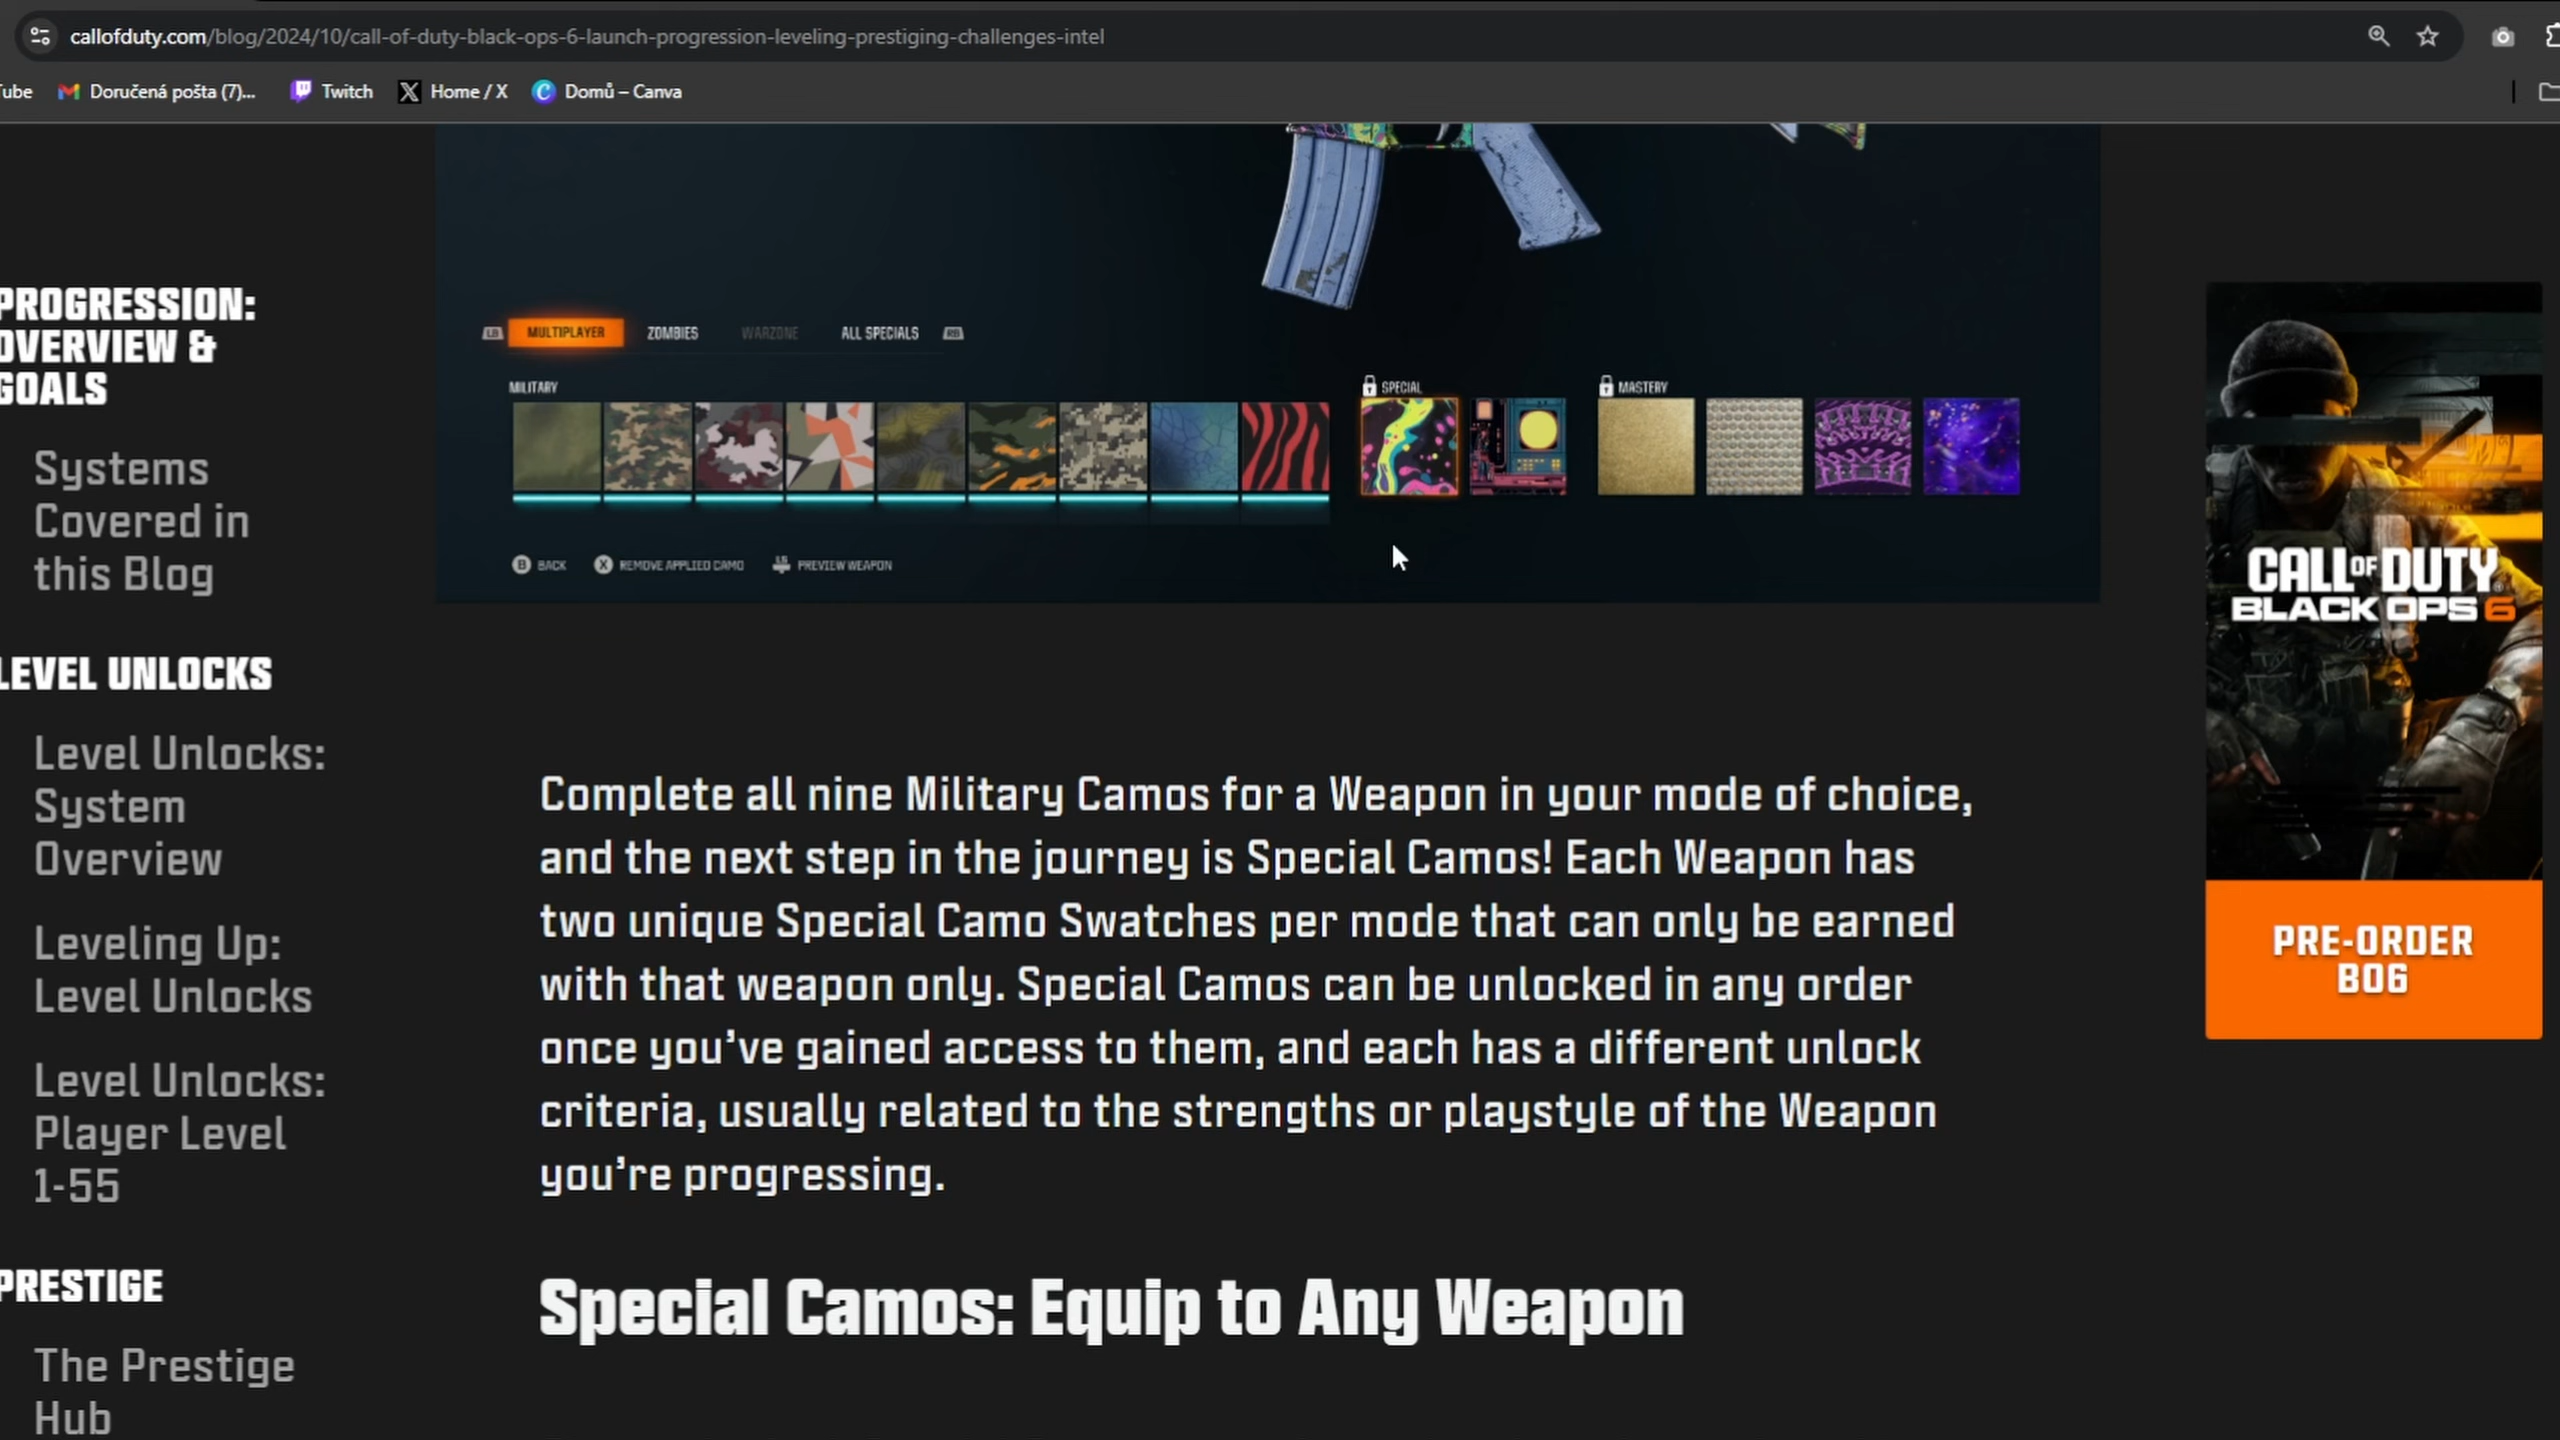 callofduty.com/blog/2024/10/call-of-duty-black-ops-6-launch-progression-leveling-prestiging-challenges-intel
Tube
Doručená pošta (7)...
Twitch
Home / X
Domů – Canva
PROGRESSION:
OVERVIEW &
GOALS
Systems
Covered in
this Blog
LEVEL UNLOCKS
Level Unlocks:
System
Overview
Leveling Up:
Level Unlocks
Level Unlocks:
Player Level
1-55
PRESTIGE
The Prestige
Hub
LB MULTIPLAYER ZOMBIES WARZONE ALL SPECIALS RB
MILITARY
SPECIAL
MASTERY
B BACK
X REMOVE APPLIED CAMO
PREVIEW WEAPON
Complete all nine Military Camos for a Weapon in your mode of choice,
and the next step in the journey is Special Camos! Each Weapon has
two unique Special Camo Swatches per mode that can only be earned
with that weapon only. Special Camos can be unlocked in any order
once you've gained access to them, and each has a different unlock
criteria, usually related to the strengths or playstyle of the Weapon
you're progressing.
Special Camos: Equip to Any Weapon
CALL OF DUTY
BLACK OPS 6
PRE-ORDER
BO6